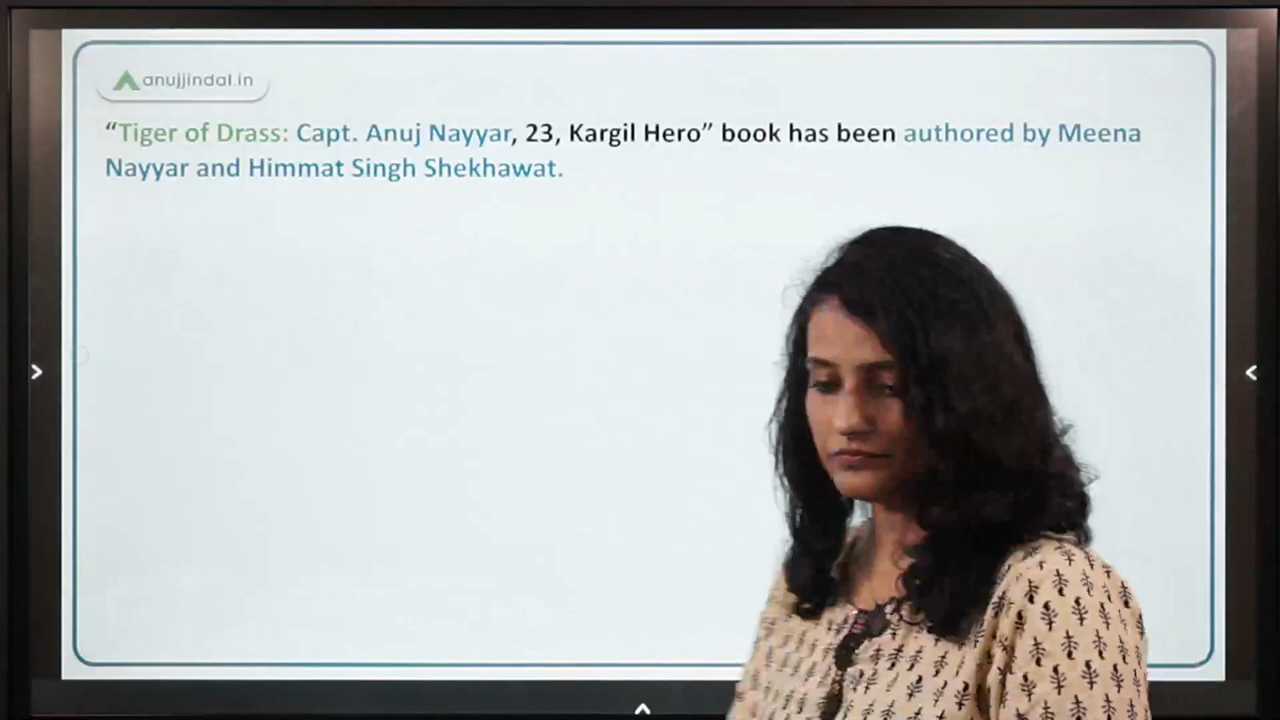 anujjindal.in
“Tiger of Drass: Capt. Anuj Nayyar, 23, Kargil Hero” book has been authored by Meena
Nayyar and Himmat Singh Shekhawat.